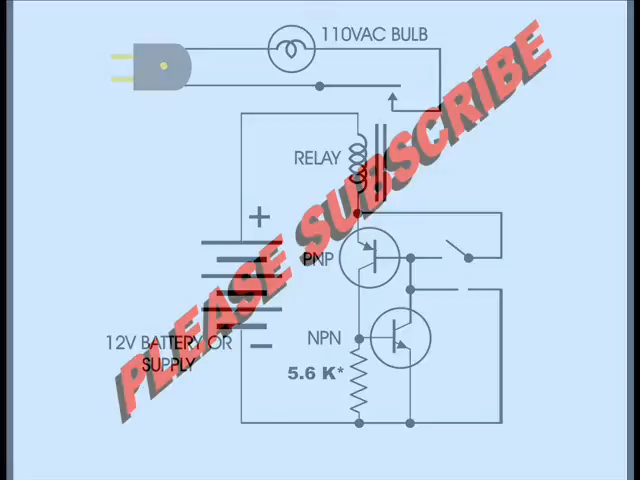 110VAC BULB
RELAY
+
PNP
NPN
12V BATTERY OR
SUPPLY
−
5.6 K*
PLEASE SUBSCRIBE